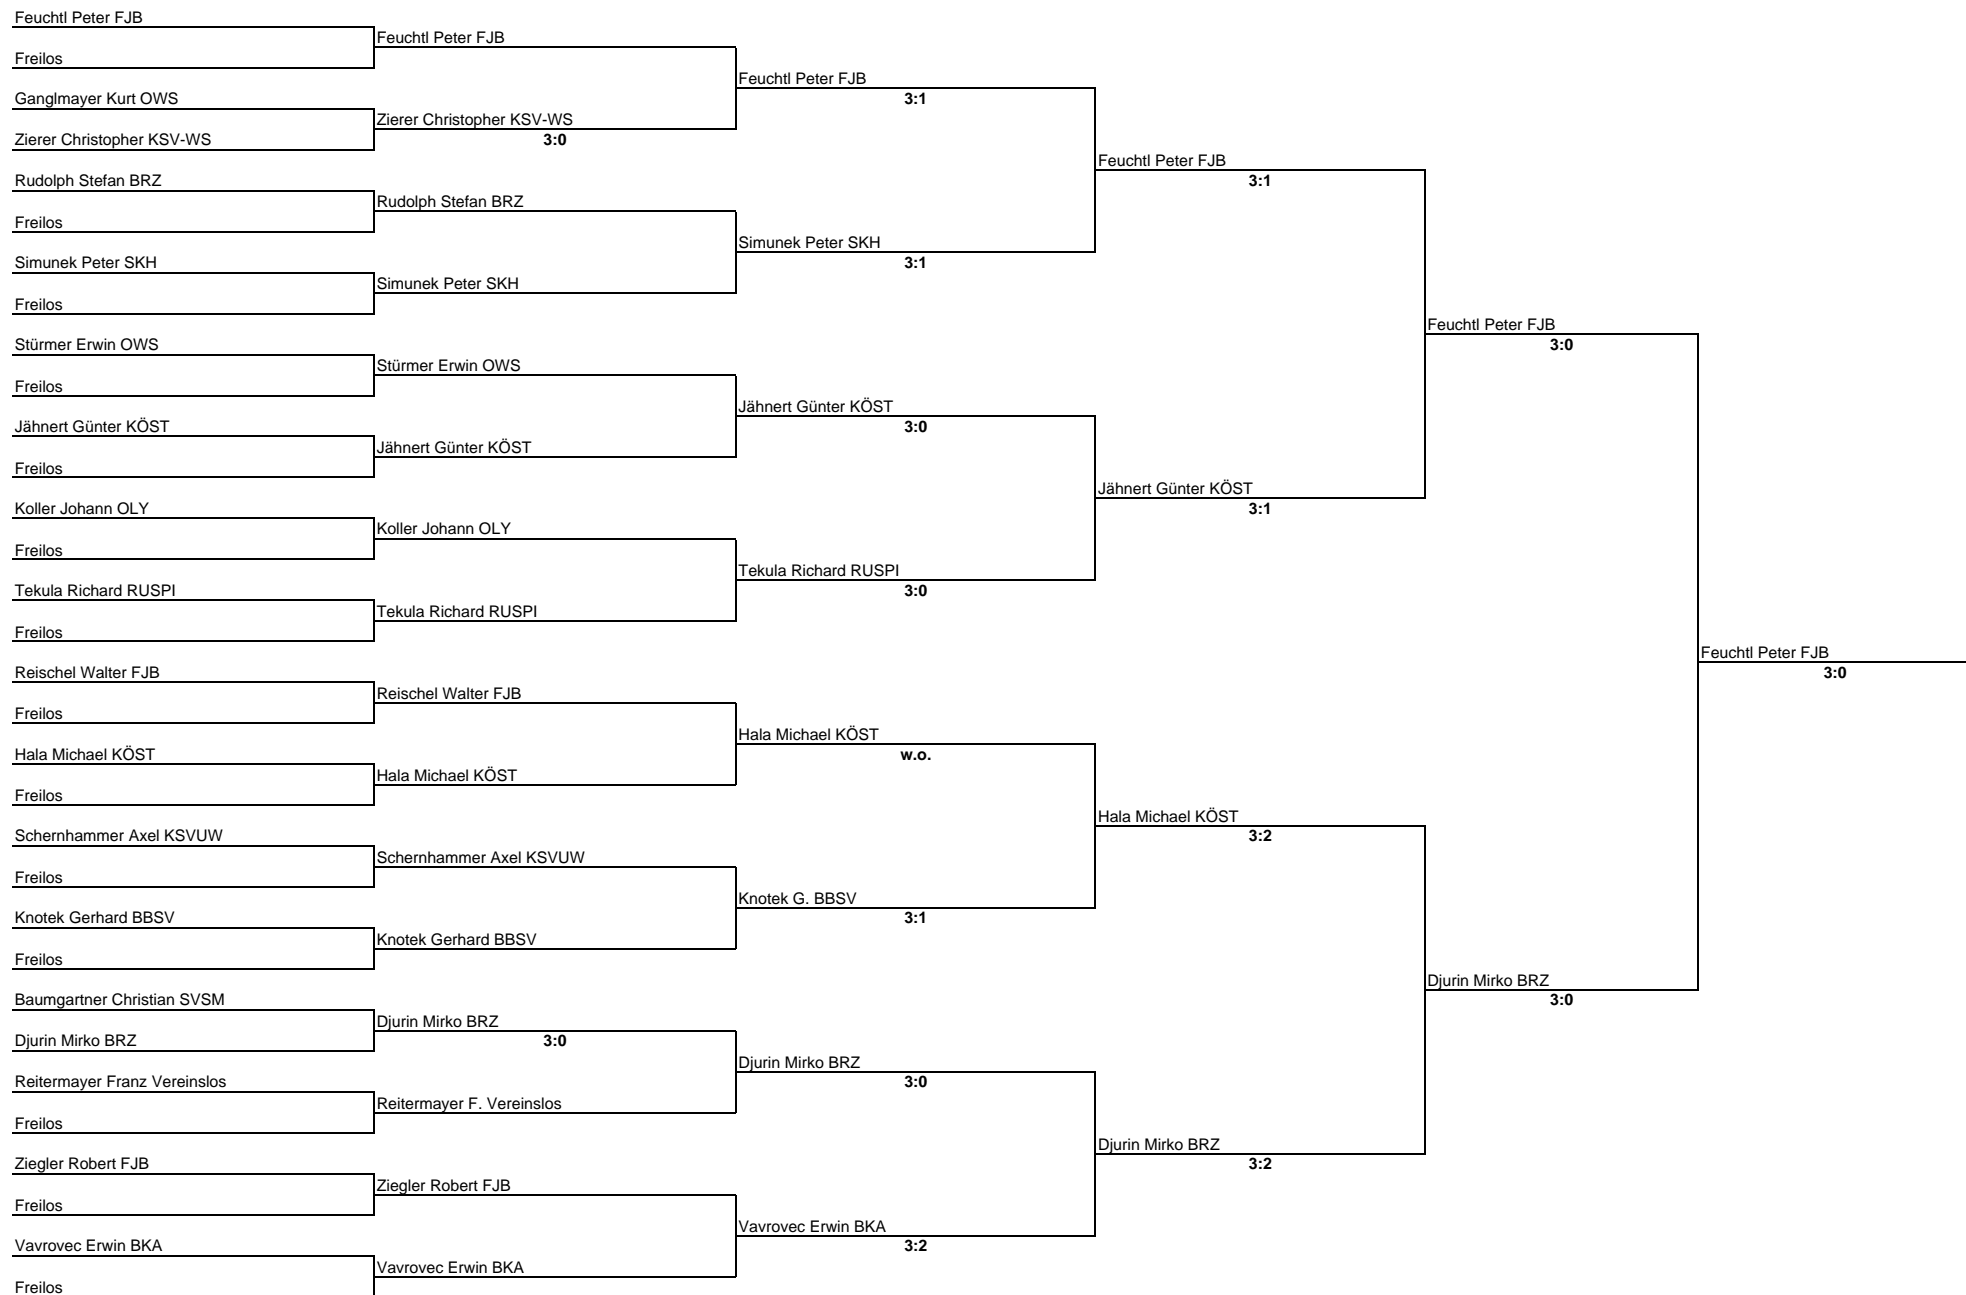 Feuchtl Peter FJB
Feuchtl Peter FJB
Freilos
Feuchtl Peter FJB
3:1
Ganglmayer Kurt OWS
Zierer Christopher KSV-WS
3:0
Zierer Christopher KSV-WS
Feuchtl Peter FJB
3:1
Rudolph Stefan BRZ
Rudolph Stefan BRZ
Freilos
Simunek Peter SKH
3:1
Simunek Peter SKH
Simunek Peter SKH
Freilos
Feuchtl Peter FJB
3:0
Stürmer Erwin OWS
Stürmer Erwin OWS
Freilos
Jähnert Günter KÖST
3:0
Jähnert Günter KÖST
Jähnert Günter KÖST
Freilos
Jähnert Günter KÖST
3:1
Koller Johann OLY
Koller Johann OLY
Freilos
Tekula Richard RUSPI
3:0
Tekula Richard RUSPI
Tekula Richard RUSPI
Freilos
Feuchtl Peter FJB
3:0
Reischel Walter FJB
Reischel Walter FJB
Freilos
Hala Michael KÖST
w.o.
Hala Michael KÖST
Hala Michael KÖST
Freilos
Hala Michael KÖST
3:2
Schernhammer Axel KSVUW
Schernhammer Axel KSVUW
Freilos
Knotek G. BBSV
3:1
Knotek Gerhard BBSV
Knotek Gerhard BBSV
Freilos
Djurin Mirko BRZ
3:0
Baumgartner Christian SVSM
Djurin Mirko BRZ
3:0
Djurin Mirko BRZ
Djurin Mirko BRZ
3:0
Reitermayer Franz Vereinslos
Reitermayer F. Vereinslos
Freilos
Djurin Mirko BRZ
3:2
Ziegler Robert FJB
Ziegler Robert FJB
Freilos
Vavrovec Erwin BKA
3:2
Vavrovec Erwin BKA
Vavrovec Erwin BKA
Freilos